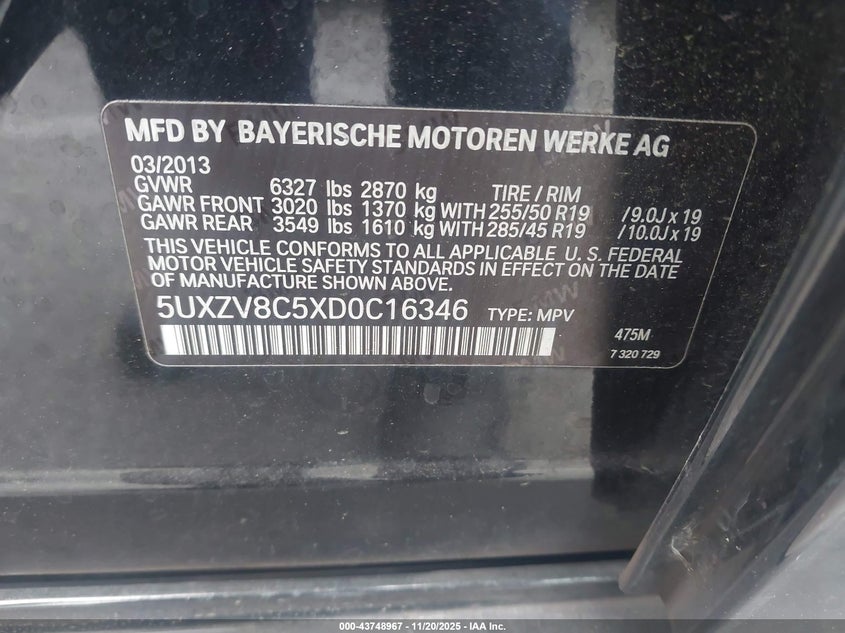 MFD BY BAYERISCHE MOTOREN WERKE AG
03/2013
GVWR 6327 lbs 2870 kg TIRE / RIM
GAWR FRONT 3020 lbs 1370 kg WITH 255/50 R19 / 9.0J x 19
GAWR REAR 3549 lbs 1610 kg WITH 285/45 R19 / 10.0J x 19
THIS VEHICLE CONFORMS TO ALL APPLICABLE U. S. FEDERAL
MOTOR VEHICLE SAFETY STANDARDS IN EFFECT ON THE DATE
OF MANUFACTURE SHOWN ABOVE.
5UXZV8C5XD0C16346 TYPE: MPV
475M
7 320 729
000-43748967 - 11/20/2025 - IAA Inc.